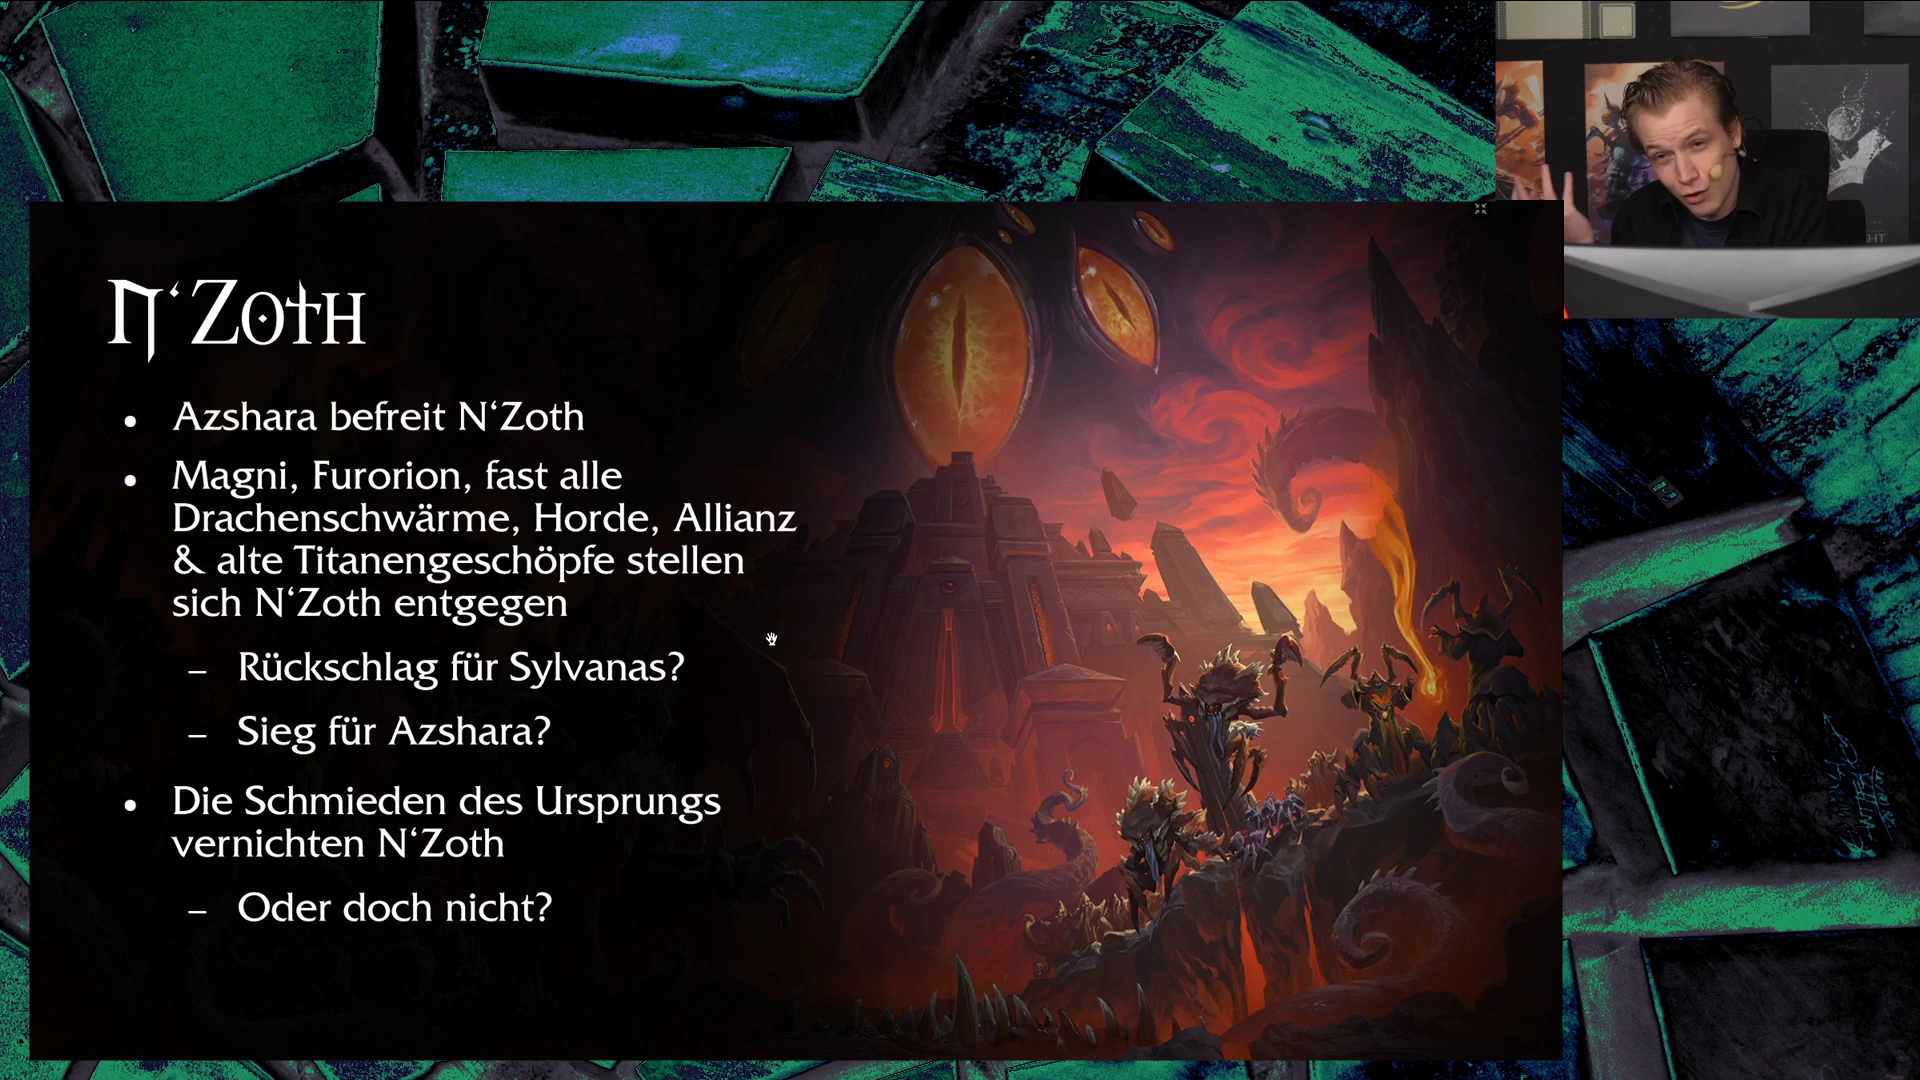 N‘Zoth
• Azshara befreit N‘Zoth
• Magni, Furorion, fast alle
Drachenschwärme, Horde, Allianz
& alte Titanengeschöpfe stellen
sich N‘Zoth entgegen
– Rückschlag für Sylvanas?
– Sieg für Azshara?
• Die Schmieden des Ursprungs
vernichten N‘Zoth
– Oder doch nicht?